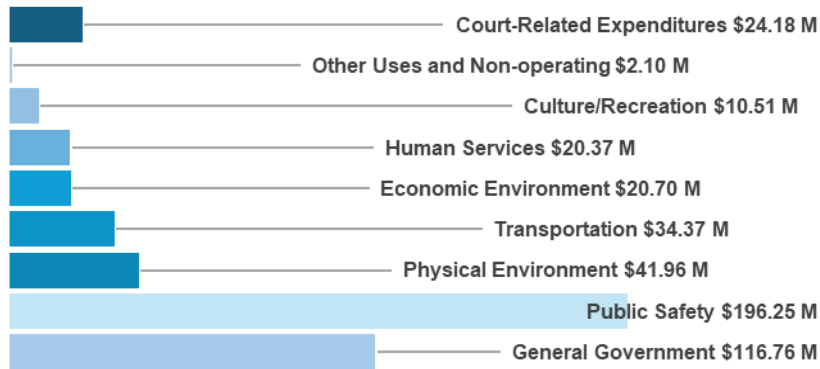 Court-Related Expenditures $24.18 M
Other Uses and Non-operating $2.10 M
Culture/Recreation $10.51 M
Human Services $20.37 M
Economic Environment $20.70 M
Transportation $34.37 M
Physical Environment $41.96 M
Public Safety $196.25 M
General Government $116.76 M